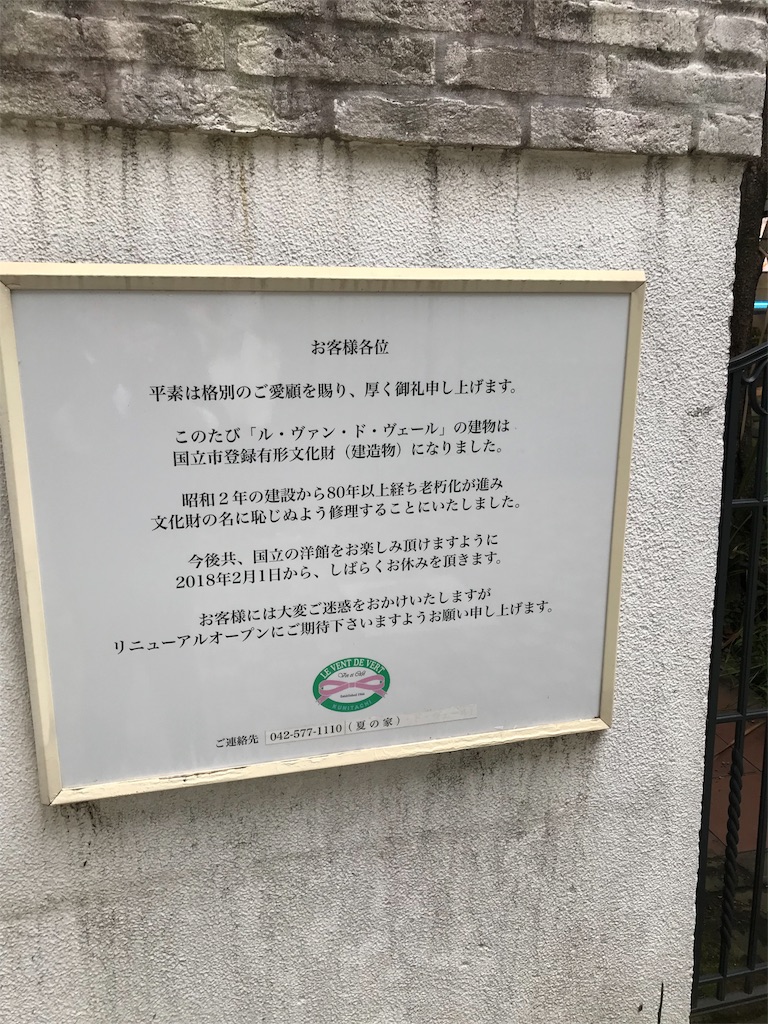 お客様各位
平素は格別のご愛顧を賜り、厚く御礼申し上げます。
このたび「ル・ヴァン・ド・ヴェール」の建物は
国立市登録有形文化財（建造物）になりました。
昭和２年の建設から80年以上経ち老朽化が進み
文化財の名に恥じぬよう修理することにいたしました。
今後共、国立の洋館をお楽しみ頂けますように
2018年2月1日から、しばらくお休みを頂きます。
お客様には大変ご迷惑をおかけいたしますが
リニューアルオープンにご期待下さいますようお願い申し上げます。
LE VENT DE VERT
Vin et Café
KUNITACHI
ご連絡先 042-577-1110 (夏の家)